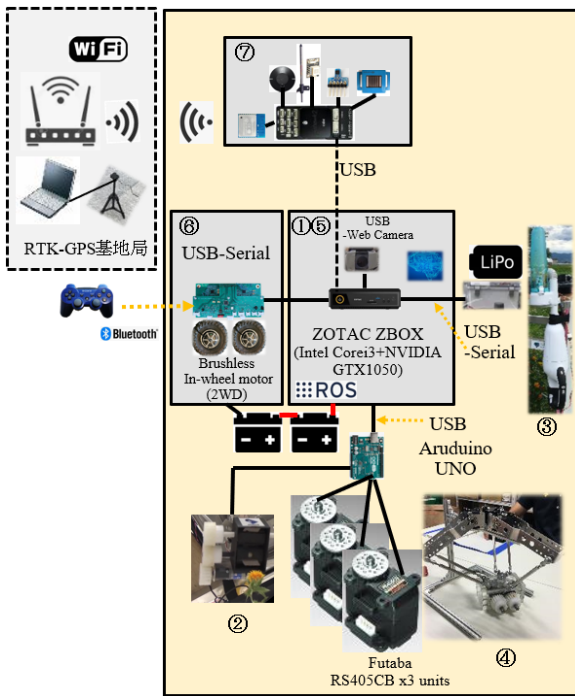 WiFi
⑦
USB
RTK-GPS基地局
⑥
USB-Serial
①⑤
USB
-Web Camera
LiPo
Bluetooth®
Brushless
In-wheel motor
(2WD)
ZOTAC ZBOX
(Intel Corei3+NVIDIA
GTX1050)
ROS
USB
-Serial
③
USB
Aruduino
UNO
②
Futaba
RS405CB x3 units
④